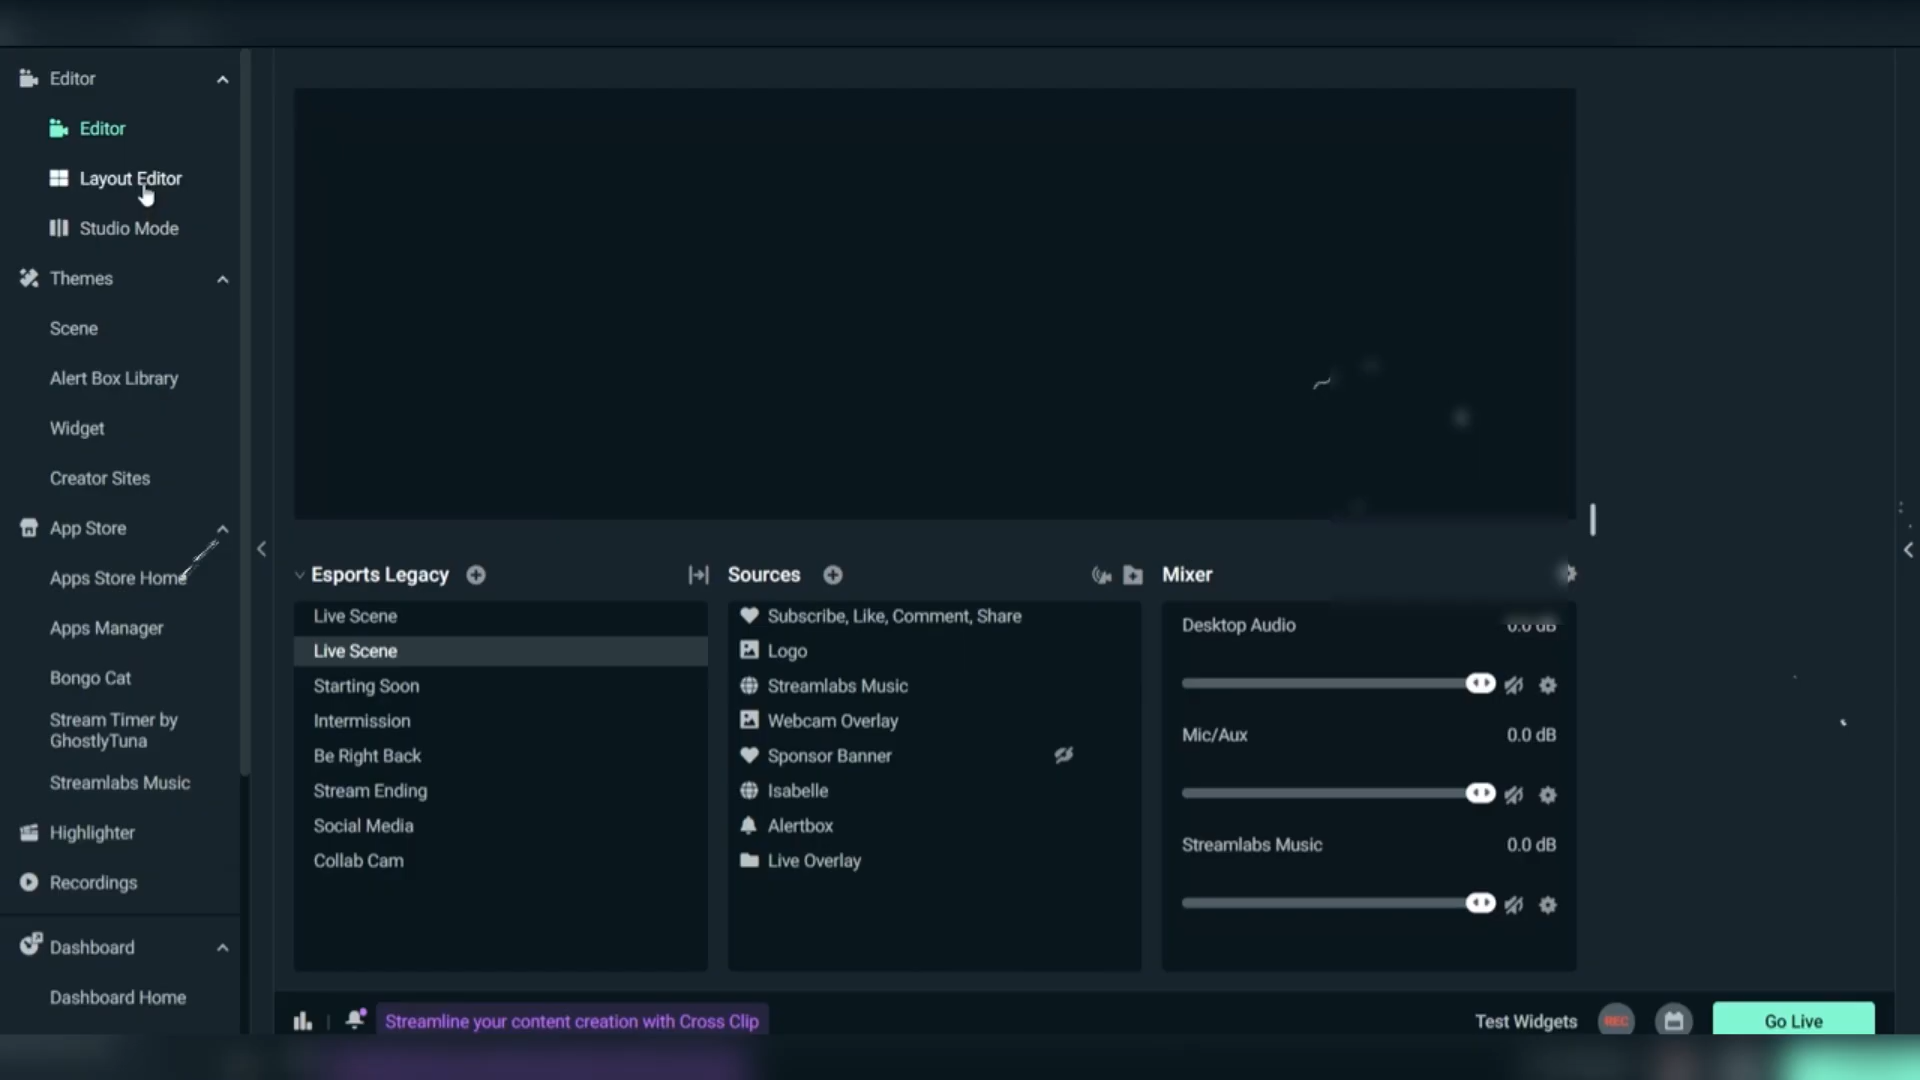 Editor
Editor
Layout Editor
Studio Mode
Themes
Scene
Alert Box Library
Widget
Creator Sites
App Store
Apps Store Home
Apps Manager
Bongo Cat
Stream Timer by
GhostlyTuna
Streamlabs Music
Highlighter
Recordings
Dashboard
Dashboard Home
Esports Legacy
Live Scene
Live Scene
Starting Soon
Intermission
Be Right Back
Stream Ending
Social Media
Collab Cam
Sources
Subscribe, Like, Comment, Share
Logo
Streamlabs Music
Webcam Overlay
Sponsor Banner
Isabelle
Alertbox
Live Overlay
Mixer
Desktop Audio 0.0 dB
Mic/Aux 0.0 dB
Streamlabs Music 0.0 dB
Streamline your content creation with Cross Clip
Test Widgets
REC
Go Live